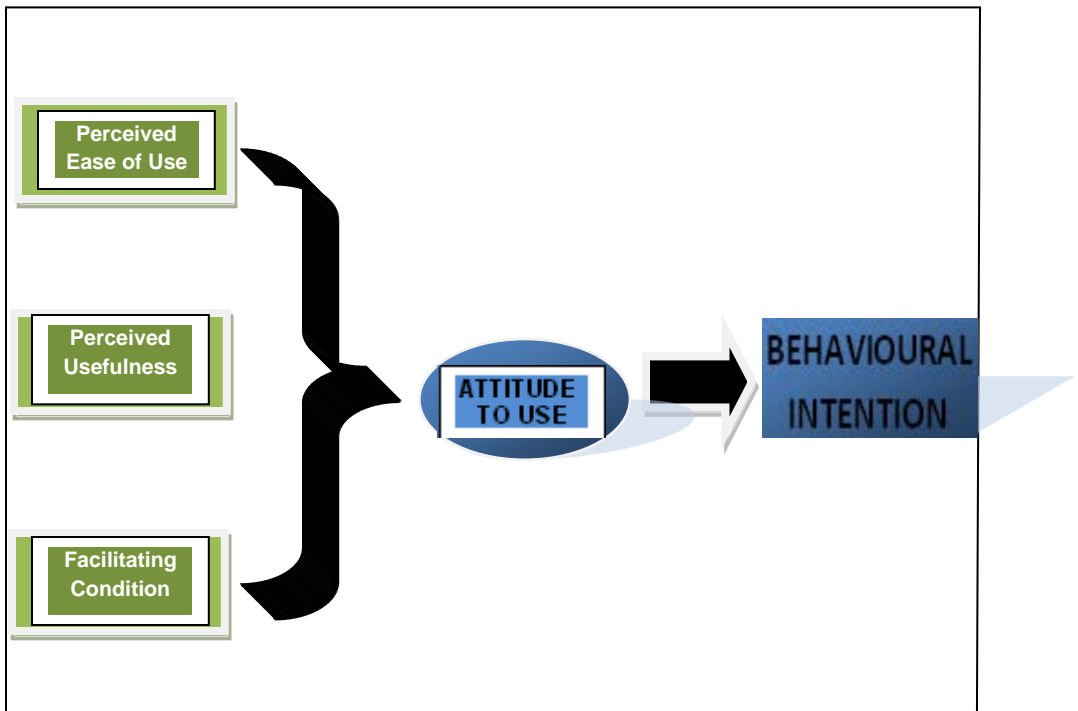 Perceived
Ease of Use
Perceived
Usefulness
Facilitating
Condition
ATTITUDE
TO USE
BEHAVIOURAL
INTENTION